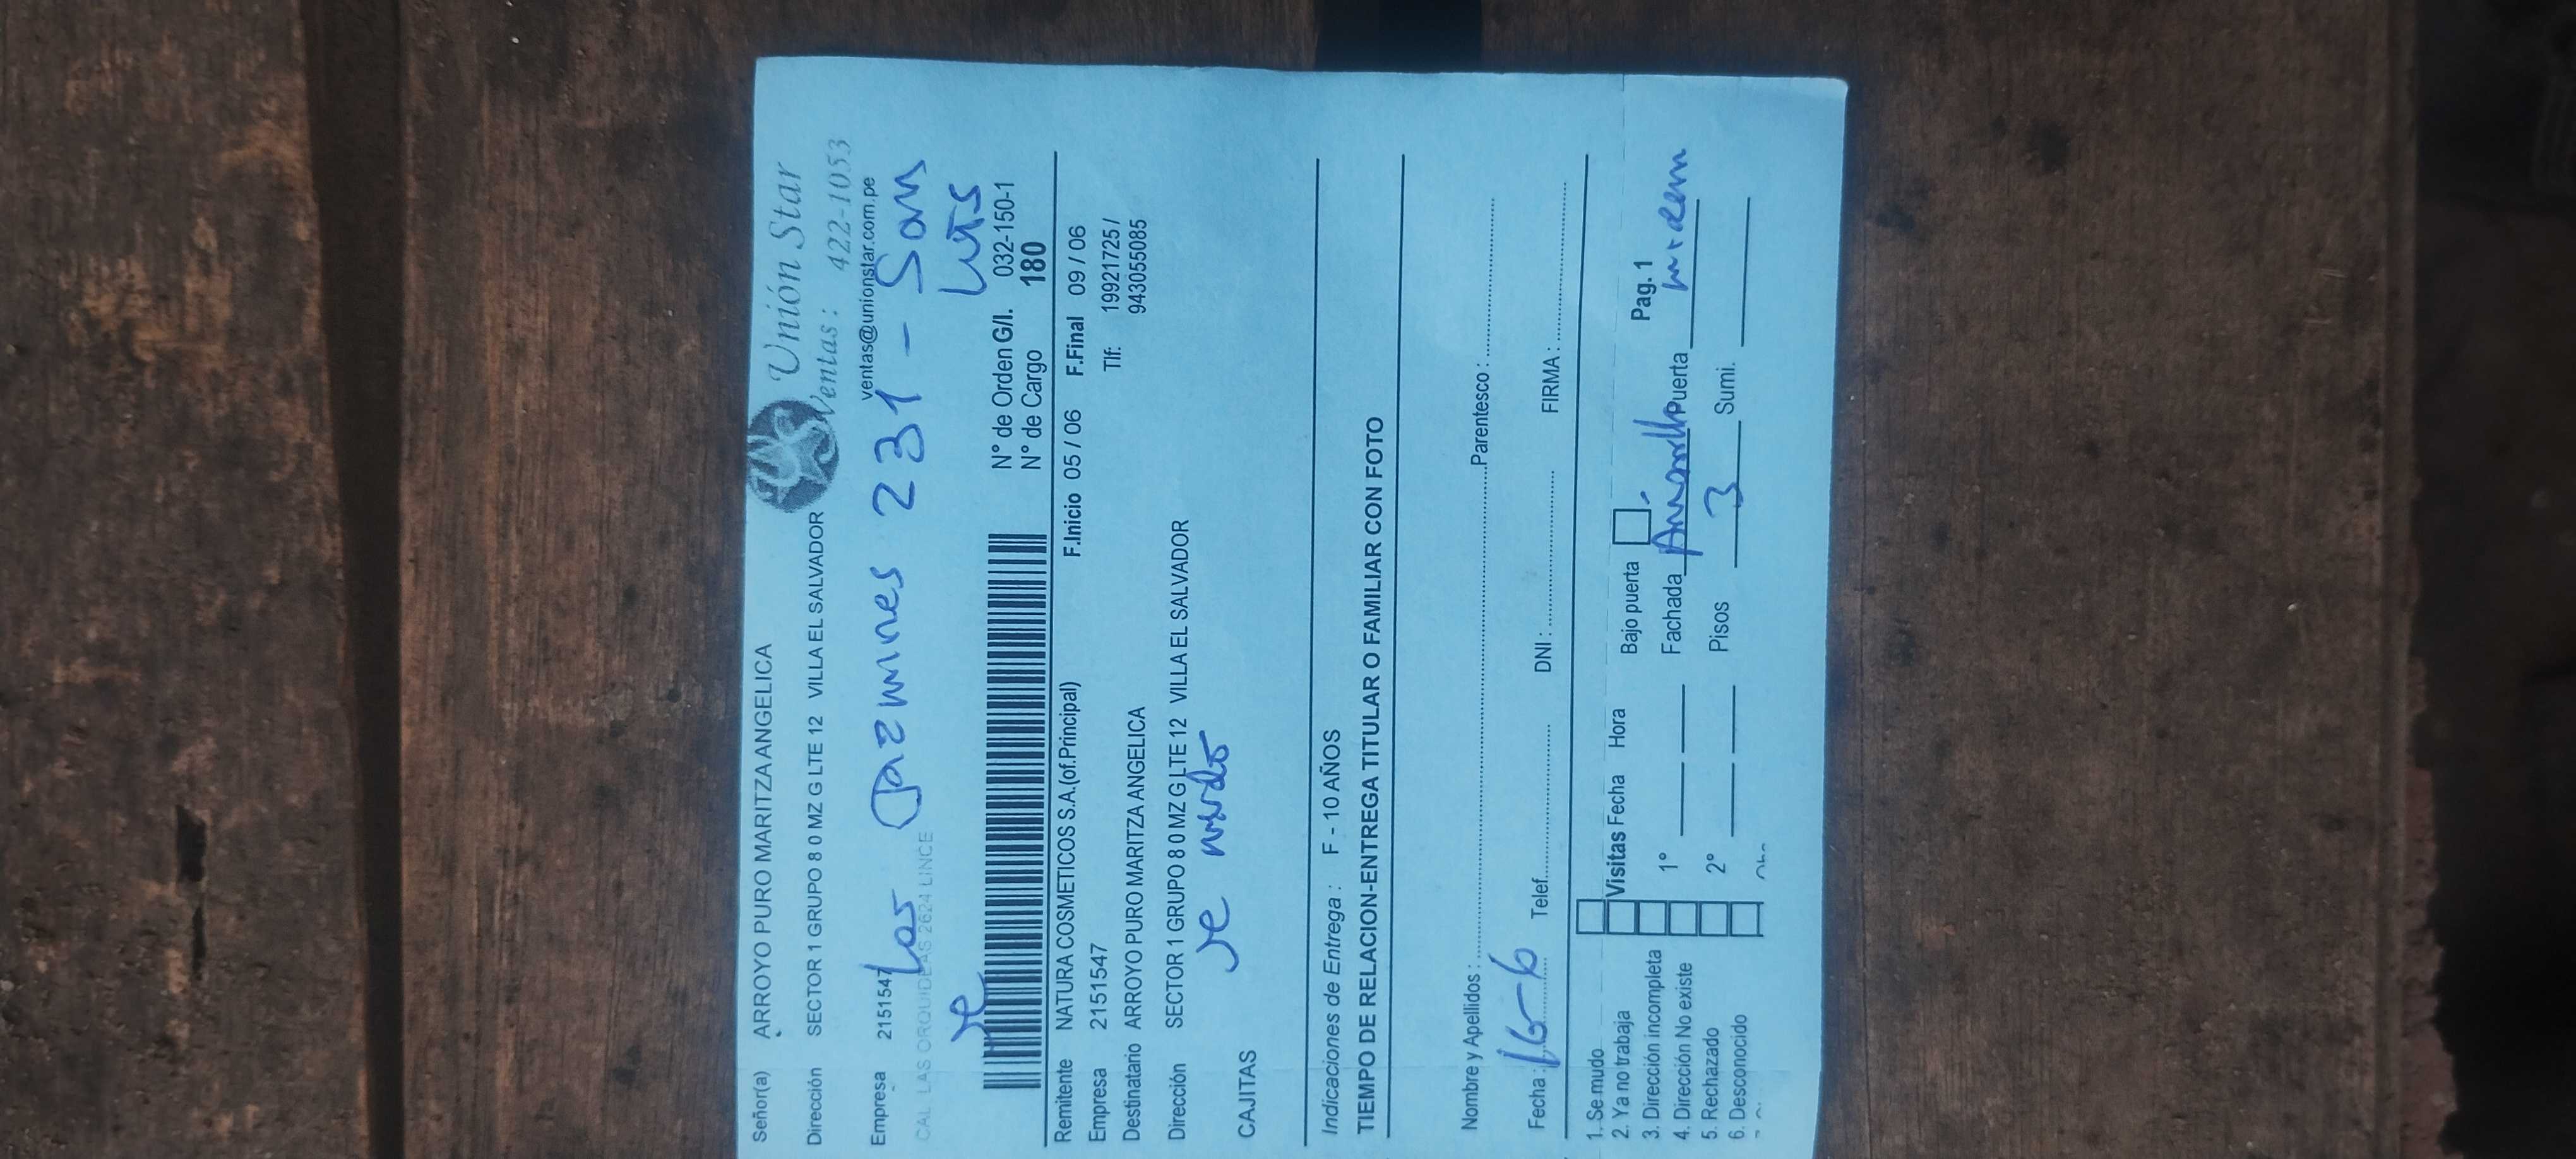 Señor(a) ARROYO PURO MARITZA ANGELICA
Unión Star
Dirección SECTOR 1 GRUPO 8 0 MZ G LTE 12 VILLA EL SALVADOR
Ventas: 422-1053
Empresa 2151547
ventas@unionstar.com.pe
Los Jazmines 231 - San
Luis
CAL. LAS ORQUIDEAS 2624 LINCE
N° de Orden G/I. 032-150-1
N° de Cargo 180
Remitente NATURA COSMETICOS S.A.(of.Principal) F.Inicio 05 / 06 F.Final 09 / 06
Empresa 2151547 Tlf: 19921725 /
943055085
Destinatario ARROYO PURO MARITZA ANGELICA
Dirección SECTOR 1 GRUPO 8 0 MZ G LTE 12 VILLA EL SALVADOR
CAJITAS
Indicaciones de Entrega : F - 10 AÑOS
TIEMPO DE RELACION-ENTREGA TITULAR O FAMILIAR CON FOTO
Nombre y Apellidos : Parentesco :
Fecha : 16-6 Telef. DNI : FIRMA :
1. Se mudo
2. Ya no trabaja Visitas Fecha Hora Bajo puerta Pag. 1
3. Dirección incompleta
4. Dirección No existe 1° Fachada Puerta
5. Rechazado
6. Desconocido 2° Pisos 3 Sumi.